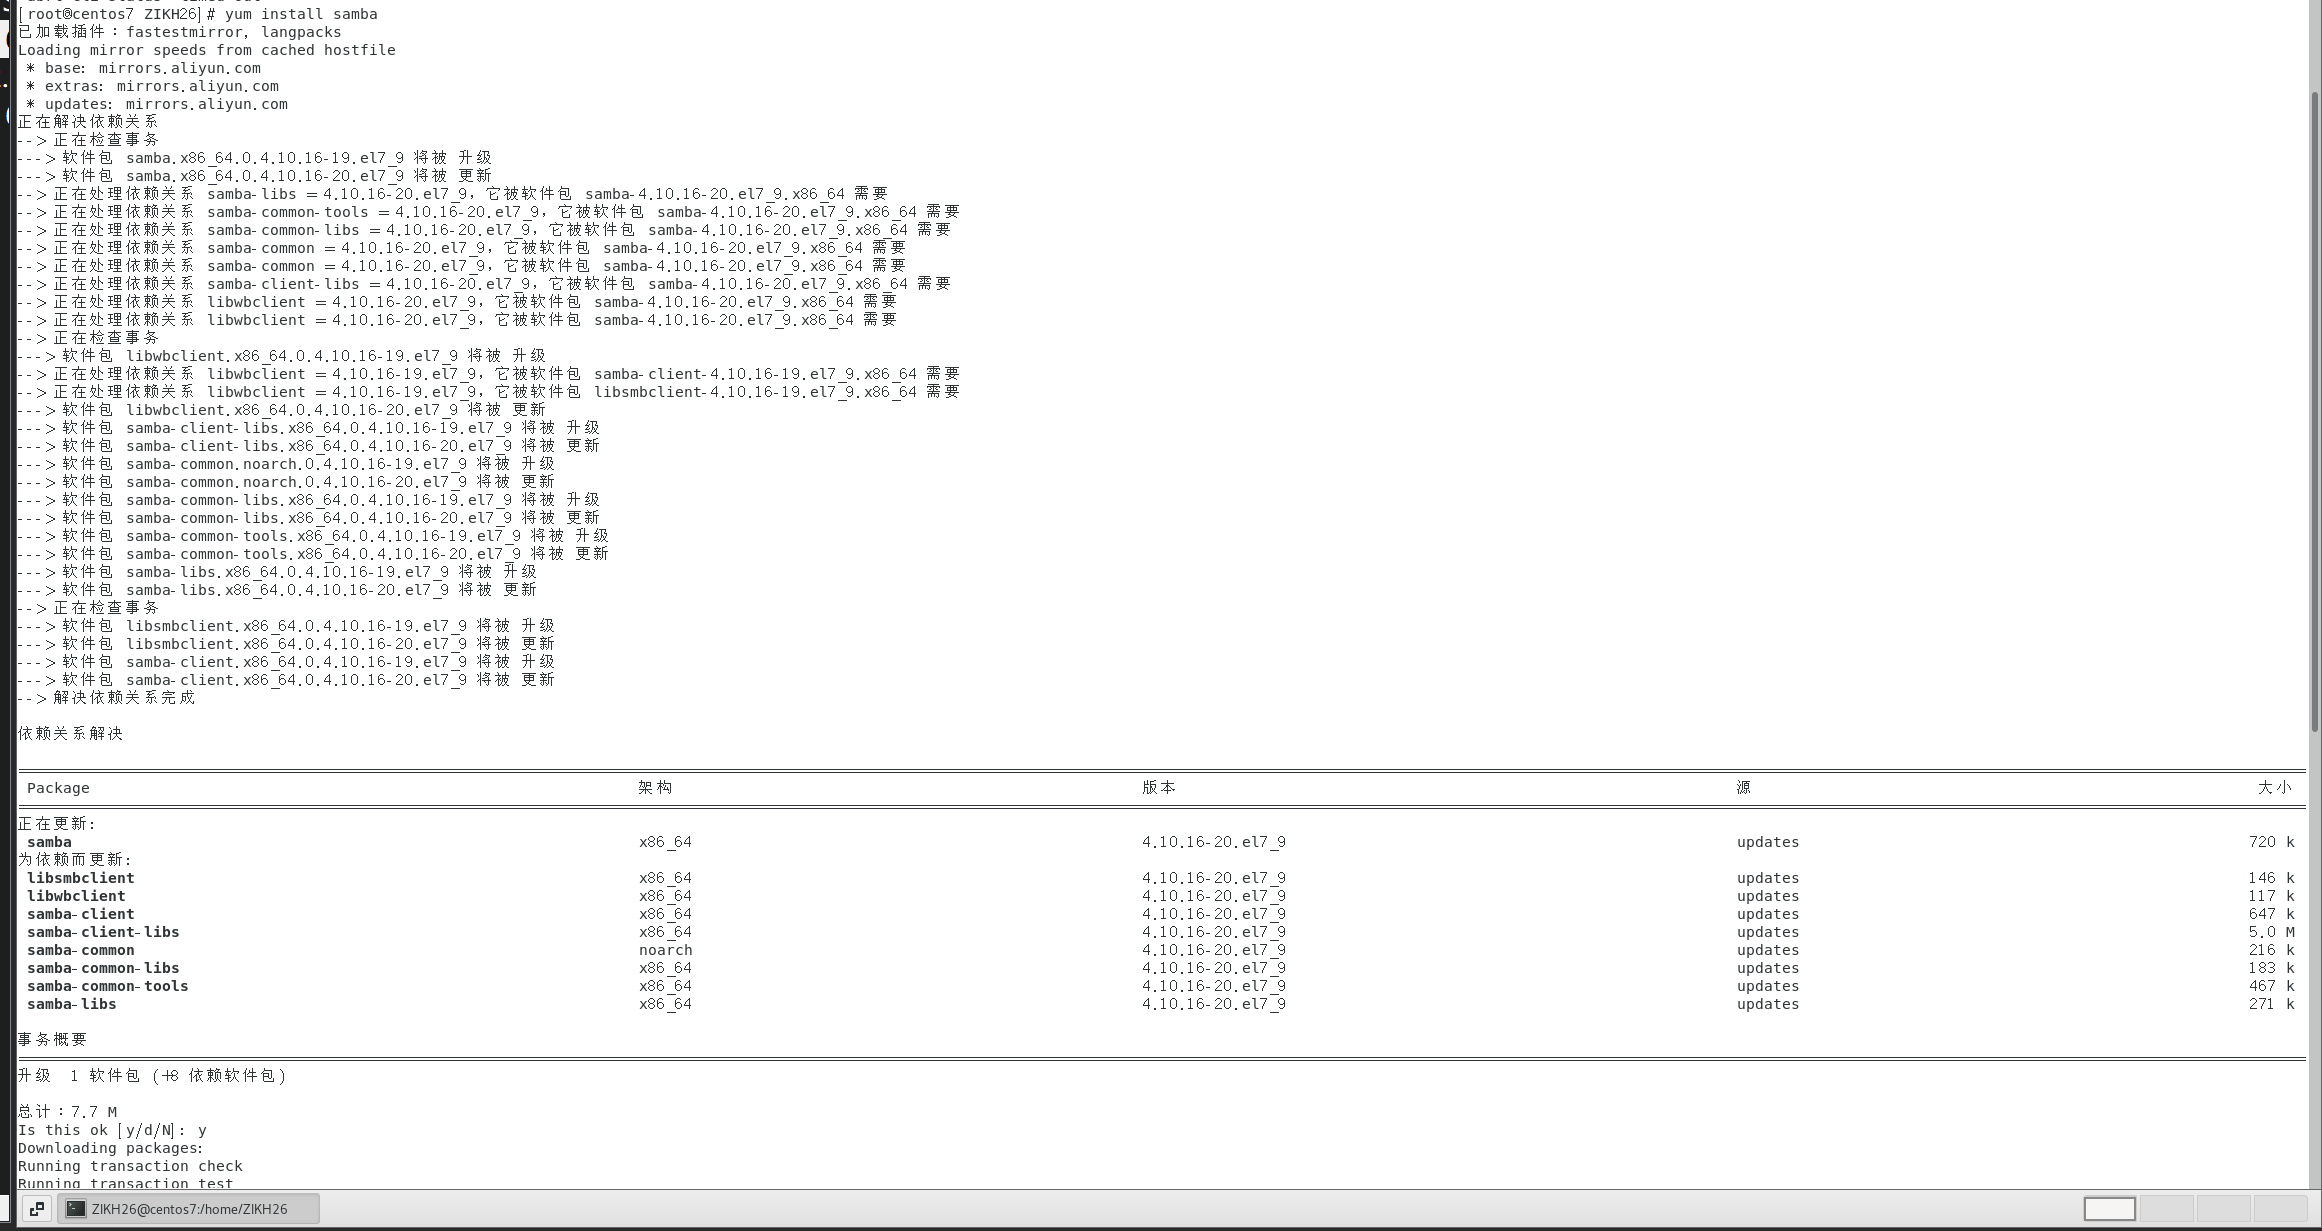 [root@centos7 ZIKH26]# yum install samba
已加载插件：fastestmirror, langpacks
Loading mirror speeds from cached hostfile
 * base: mirrors.aliyun.com
 * extras: mirrors.aliyun.com
 * updates: mirrors.aliyun.com
正在解决依赖关系
--> 正在检查事务
---> 软件包 samba.x86_64.0.4.10.16-19.el7_9 将被 升级
---> 软件包 samba.x86_64.0.4.10.16-20.el7_9 将被 更新
--> 正在处理依赖关系 samba-libs = 4.10.16-20.el7_9，它被软件包 samba-4.10.16-20.el7_9.x86_64 需要
--> 正在处理依赖关系 samba-common-tools = 4.10.16-20.el7_9，它被软件包 samba-4.10.16-20.el7_9.x86_64 需要
--> 正在处理依赖关系 samba-common-libs = 4.10.16-20.el7_9，它被软件包 samba-4.10.16-20.el7_9.x86_64 需要
--> 正在处理依赖关系 samba-common = 4.10.16-20.el7_9，它被软件包 samba-4.10.16-20.el7_9.x86_64 需要
--> 正在处理依赖关系 samba-common = 4.10.16-20.el7_9，它被软件包 samba-4.10.16-20.el7_9.x86_64 需要
--> 正在处理依赖关系 samba-client-libs = 4.10.16-20.el7_9，它被软件包 samba-4.10.16-20.el7_9.x86_64 需要
--> 正在处理依赖关系 libwbclient = 4.10.16-20.el7_9，它被软件包 samba-4.10.16-20.el7_9.x86_64 需要
--> 正在处理依赖关系 libwbclient = 4.10.16-20.el7_9，它被软件包 samba-4.10.16-20.el7_9.x86_64 需要
--> 正在检查事务
---> 软件包 libwbclient.x86_64.0.4.10.16-19.el7_9 将被 升级
--> 正在处理依赖关系 libwbclient = 4.10.16-19.el7_9，它被软件包 samba-client-4.10.16-19.el7_9.x86_64 需要
--> 正在处理依赖关系 libwbclient = 4.10.16-19.el7_9，它被软件包 libsmbclient-4.10.16-19.el7_9.x86_64 需要
---> 软件包 libwbclient.x86_64.0.4.10.16-20.el7_9 将被 更新
---> 软件包 samba-client-libs.x86_64.0.4.10.16-19.el7_9 将被 升级
---> 软件包 samba-client-libs.x86_64.0.4.10.16-20.el7_9 将被 更新
---> 软件包 samba-common.noarch.0.4.10.16-19.el7_9 将被 升级
---> 软件包 samba-common.noarch.0.4.10.16-20.el7_9 将被 更新
---> 软件包 samba-common-libs.x86_64.0.4.10.16-19.el7_9 将被 升级
---> 软件包 samba-common-libs.x86_64.0.4.10.16-20.el7_9 将被 更新
---> 软件包 samba-common-tools.x86_64.0.4.10.16-19.el7_9 将被 升级
---> 软件包 samba-common-tools.x86_64.0.4.10.16-20.el7_9 将被 更新
---> 软件包 samba-libs.x86_64.0.4.10.16-19.el7_9 将被 升级
---> 软件包 samba-libs.x86_64.0.4.10.16-20.el7_9 将被 更新
--> 正在检查事务
---> 软件包 libsmbclient.x86_64.0.4.10.16-19.el7_9 将被 升级
---> 软件包 libsmbclient.x86_64.0.4.10.16-20.el7_9 将被 更新
---> 软件包 samba-client.x86_64.0.4.10.16-19.el7_9 将被 升级
---> 软件包 samba-client.x86_64.0.4.10.16-20.el7_9 将被 更新
--> 解决依赖关系完成
依赖关系解决
Package 架构 版本 源 大小
正在更新:
samba x86_64 4.10.16-20.el7_9 updates 720 k
为依赖而更新:
libsmbclient x86_64 4.10.16-20.el7_9 updates 146 k
libwbclient x86_64 4.10.16-20.el7_9 updates 117 k
samba-client x86_64 4.10.16-20.el7_9 updates 647 k
samba-client-libs x86_64 4.10.16-20.el7_9 updates 5.0 M
samba-common noarch 4.10.16-20.el7_9 updates 216 k
samba-common-libs x86_64 4.10.16-20.el7_9 updates 183 k
samba-common-tools x86_64 4.10.16-20.el7_9 updates 467 k
samba-libs x86_64 4.10.16-20.el7_9 updates 271 k
事务概要
升级  1 软件包 (+8 依赖软件包)
总计：7.7 M
Is this ok [y/d/N]: y
Downloading packages:
Running transaction check
Running transaction test
ZIKH26@centos7:/home/ZIKH26